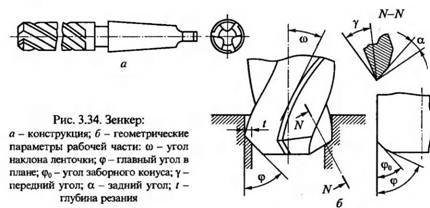 N–N
γ
α
ω
а
t
N
Рис. 3.34. Зенкер:
а – конструкция; б – геометрические
параметры рабочей части: ω – угол
наклона ленточки; φ – главный угол в
плане; φ₀ – угол заборного конуса; γ –
передний угол; α – задний угол; t –
глубина резания
φ
N
б
φ₀
φ